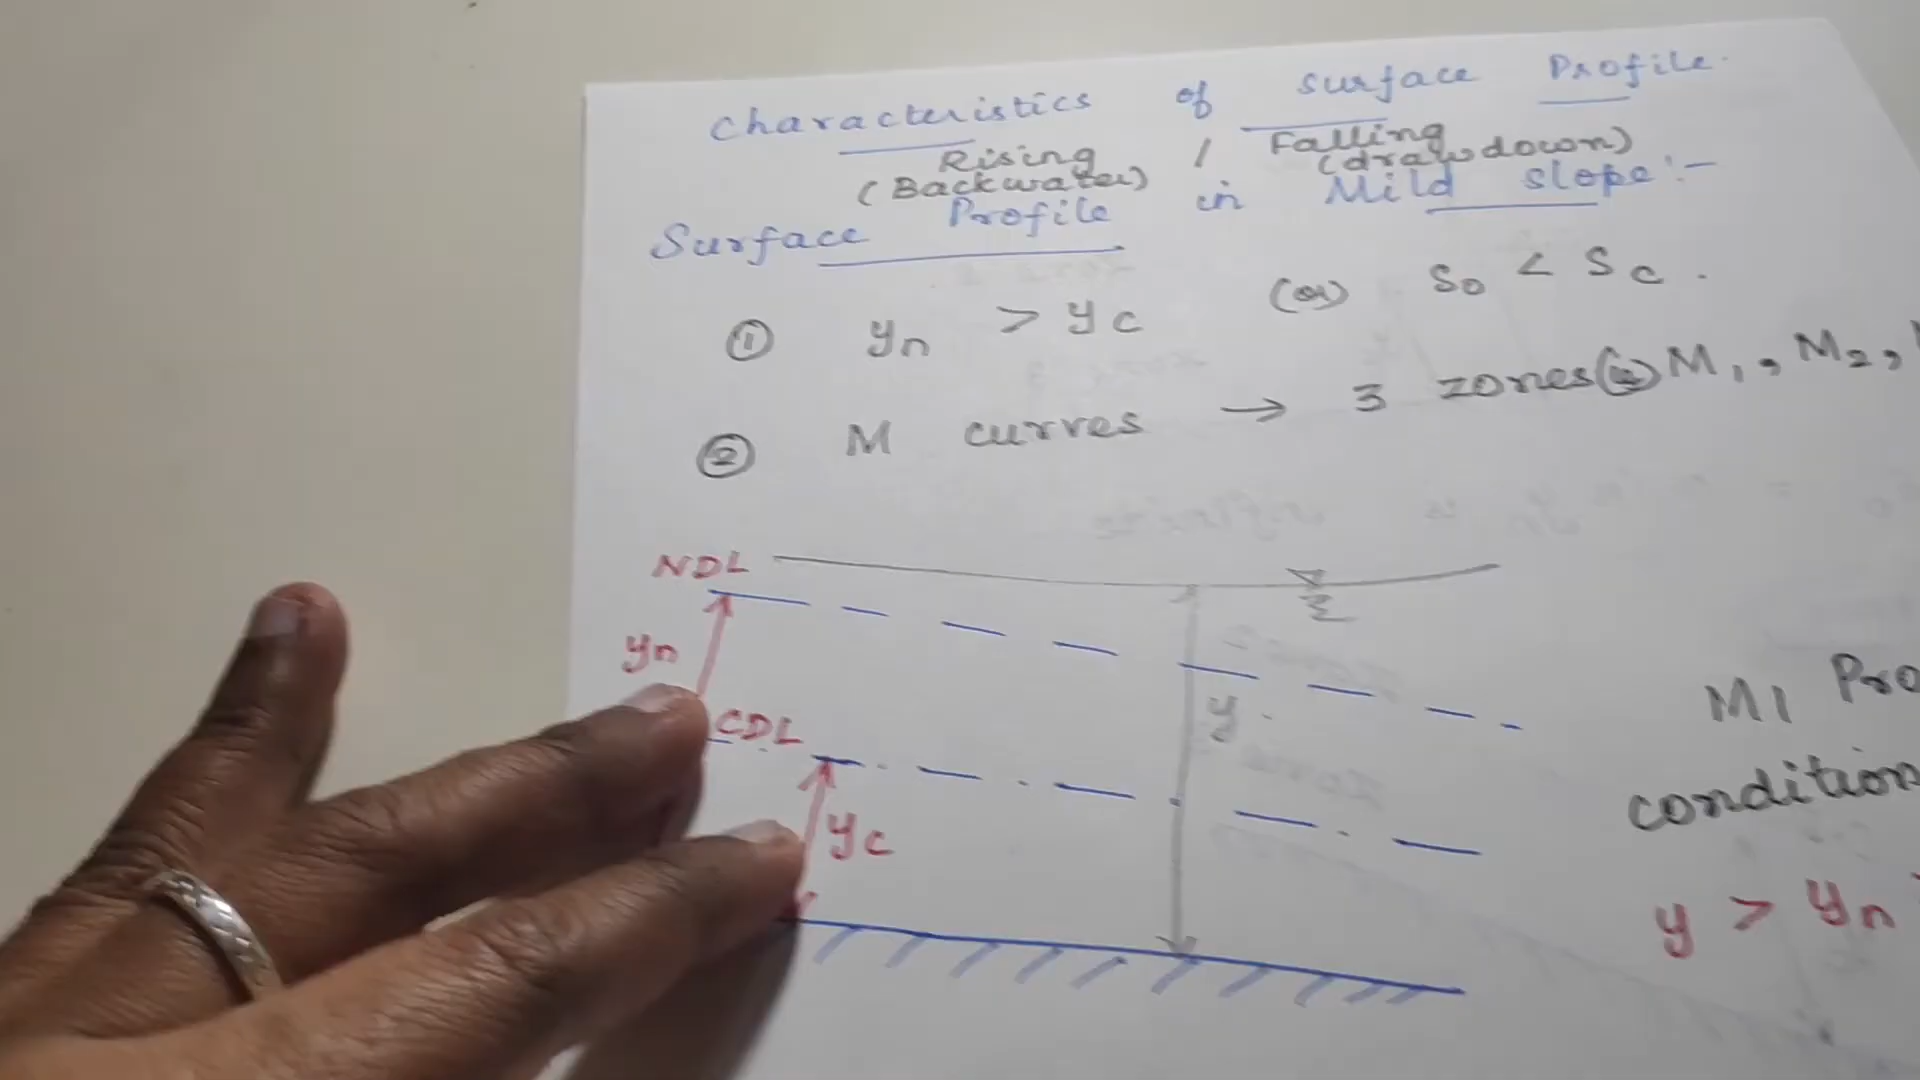 Characteristics of Surface Profile.
Rising / Falling
(Backwater) (drawdown)
Surface Profile in Mild slope:-
① yn > yc (or) So < Sc.
② M curves → 3 zones M1, M2,
NDL
yn
CDL
yc
y
M1 Pro
condition
y > yn